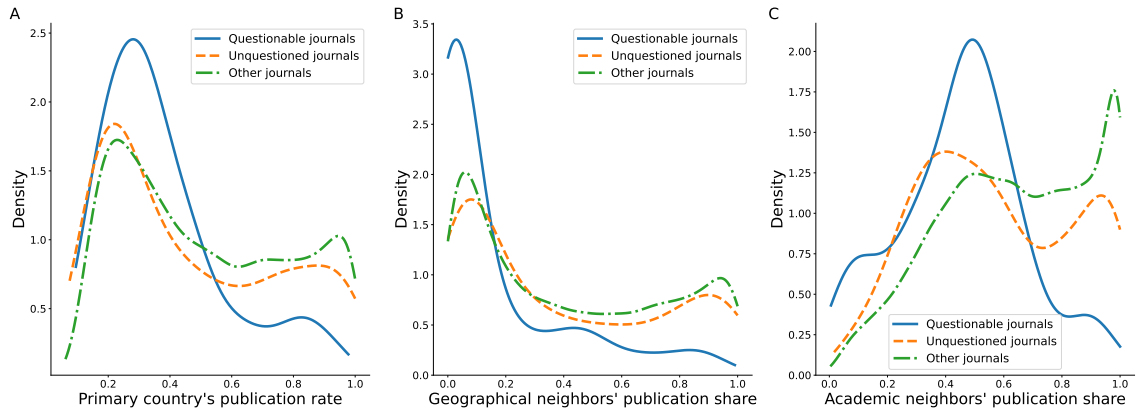 A
Density
2.5
2.0
1.5
1.0
0.5
0.2
0.4
0.6
0.8
1.0
Primary country's publication rate
Questionable journals
Unquestioned journals
Other journals
B
Density
3.5
3.0
2.5
2.0
1.5
1.0
0.5
0.0
0.0
0.2
0.4
0.6
0.8
1.0
Geographical neighbors' publication share
Questionable journals
Unquestioned journals
Other journals
C
Density
2.00
1.75
1.50
1.25
1.00
0.75
0.50
0.25
0.00
0.0
0.2
0.4
0.6
0.8
1.0
Academic neighbors' publication share
Questionable journals
Unquestioned journals
Other journals